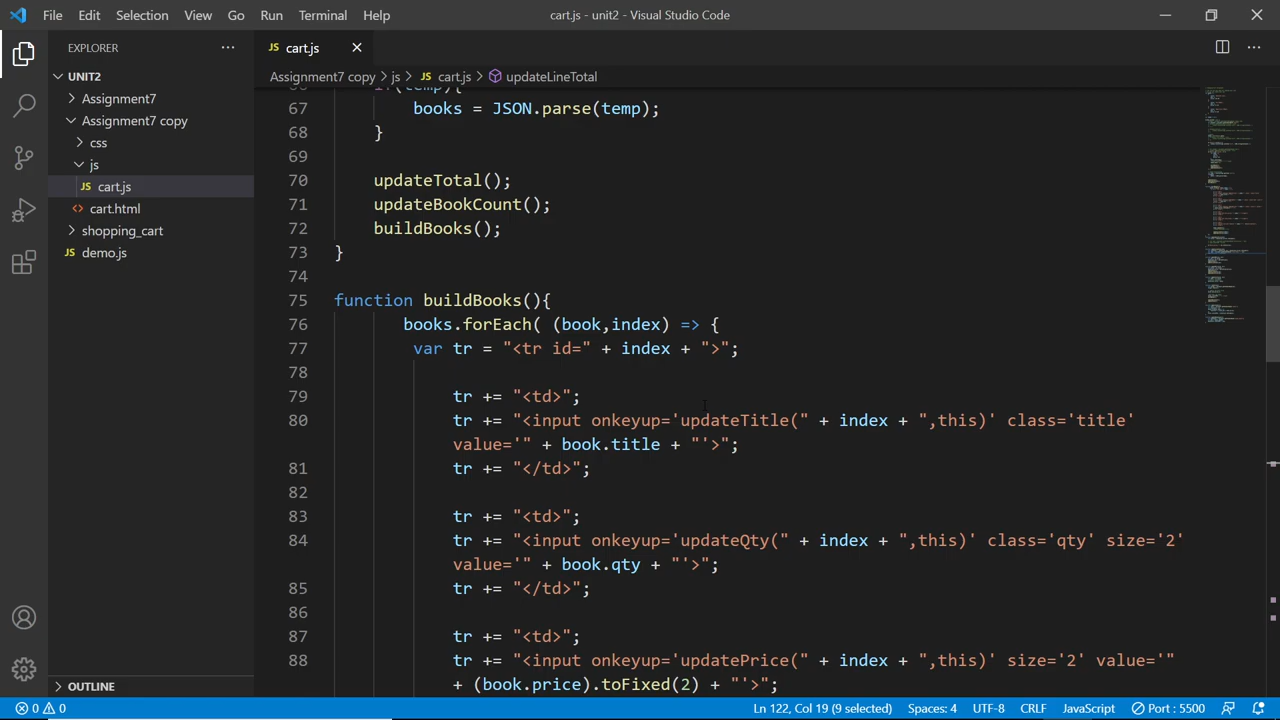 File Edit Selection View Go Run Terminal Help cart.js - unit2 - Visual Studio Code
EXPLORER
UNIT2
Assignment7
Assignment7 copy
css
js
JS cart.js
<> cart.html
shopping_cart
JS demo.js
OUTLINE
JS cart.js
Assignment7 copy > js > JS cart.js > updateLineTotal
66 if(temp){
67 books = JSON.parse(temp);
68 }
69
70 updateTotal();
71 updateBookCount();
72 buildBooks();
73 }
74
75 function buildBooks(){
76 books.forEach( (book,index) => {
77 var tr = "<tr id=" + index + ">";
78
79 tr += "<td>";
80 tr += "<input onkeyup='updateTitle(" + index + ",this)' class='title'
value='" + book.title + "'>";
81 tr += "</td>";
82
83 tr += "<td>";
84 tr += "<input onkeyup='updateQty(" + index + ",this)' class='qty' size='2'
value='" + book.qty + "'>";
85 tr += "</td>";
86
87 tr += "<td>";
88 tr += "<input onkeyup='updatePrice(" + index + ",this)' size='2' value='"
+ (book.price).toFixed(2) + "'>";
0 0 Ln 122, Col 19 (9 selected) Spaces: 4 UTF-8 CRLF JavaScript Port : 5500